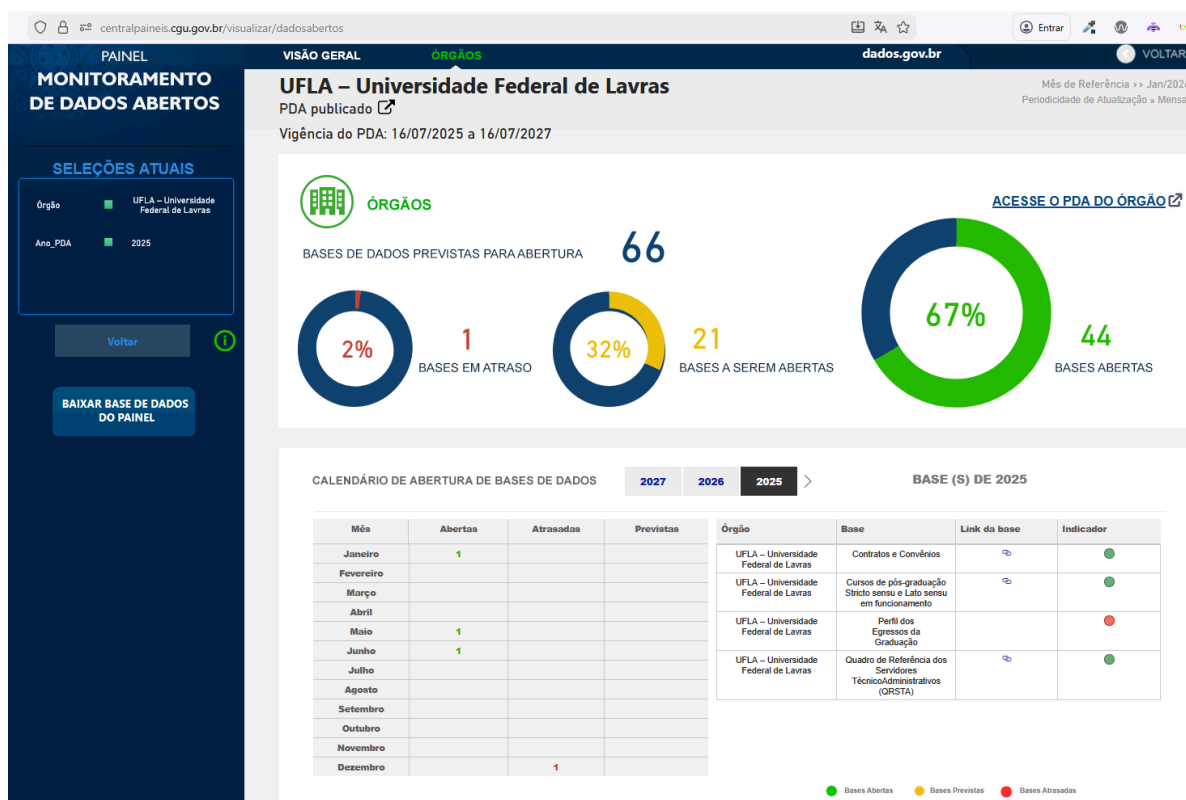 centralpaineis.cgu.gov.br/visualizar/dadosabertos
Entrar
PAINEL
MONITORAMENTO
DE DADOS ABERTOS
VISÃO GERAL
ÓRGÃOS
dados.gov.br
VOLTAR
UFLA – Universidade Federal de Lavras
PDA publicado
Vigência do PDA: 16/07/2025 a 16/07/2027
Mês de Referência >> Jan/202
Periodicidade de Atualização » Mensa
SELEÇÕES ATUAIS
Órgão
UFLA – Universidade
Federal de Lavras
Ano_PDA
2025
Voltar
BAIXAR BASE DE DADOS
DO PAINEL
ÓRGÃOS
ACESSE O PDA DO ÓRGÃO
BASES DE DADOS PREVISTAS PARA ABERTURA
66
2%
1
BASES EM ATRASO
32%
21
BASES A SEREM ABERTAS
67%
44
BASES ABERTAS
CALENDÁRIO DE ABERTURA DE BASES DE DADOS
2027
2026
2025
BASE (S) DE 2025
Mês Abertas Atrasadas Previstas
Janeiro 1
Fevereiro
Março
Abril
Maio 1
Junho 1
Julho
Agosto
Setembro
Outubro
Novembro
Dezembro 1
Órgão Base Link da base Indicador
UFLA – Universidade
Federal de Lavras
Contratos e Convênios
UFLA – Universidade
Federal de Lavras
Cursos de pós-graduação
Stricto sensu e Lato sensu
em funcionamento
UFLA – Universidade
Federal de Lavras
Perfil dos
Egressos da
Graduação
UFLA – Universidade
Federal de Lavras
Quadro de Referência dos
Servidores
TécnicoAdministrativos
(QRSTA)
Bases Abertas
Bases Previstas
Bases Atrasadas